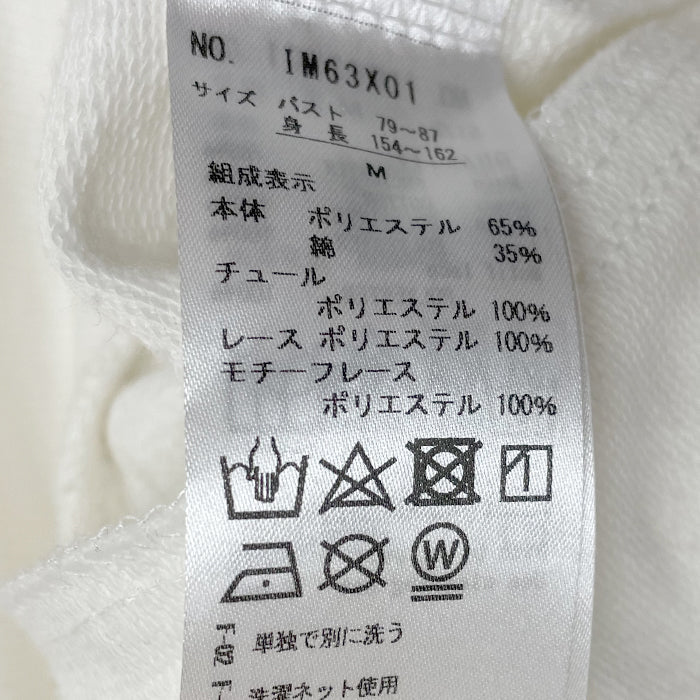 NO. IM63X01
サイズ バスト 79～87
身長 154～162
M
組成表示
本体 ポリエステル 65%
綿 35%
チュール
ポリエステル 100%
レース ポリエステル 100%
モチーフレース
ポリエステル 100%
W
単独で別に洗う
洗濯ネット使用